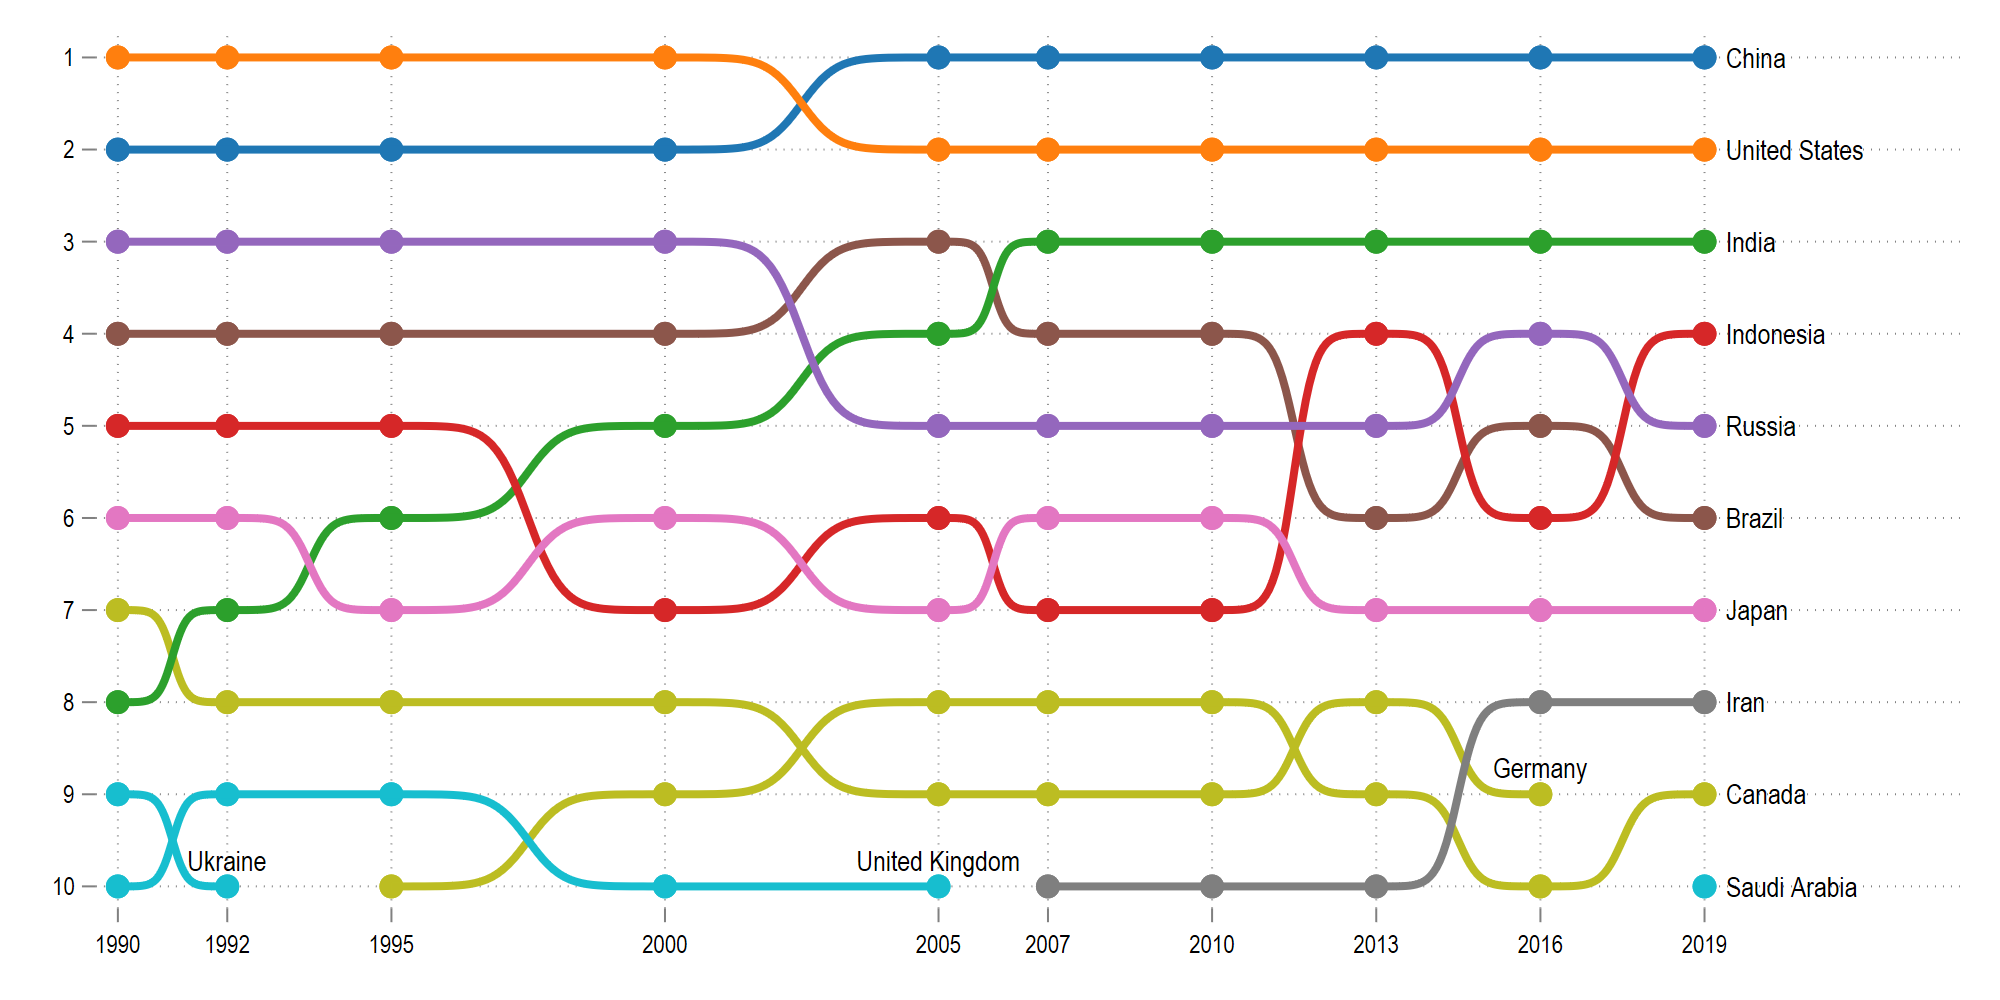 1
China
2
United States
3
India
4
Indonesia
5
Russia
6
Brazil
7
Japan
8
Iran
Germany
9
Canada
Ukraine
United Kingdom
10
Saudi Arabia
1990 1992 1995 2000 2005 2007 2010 2013 2016 2019